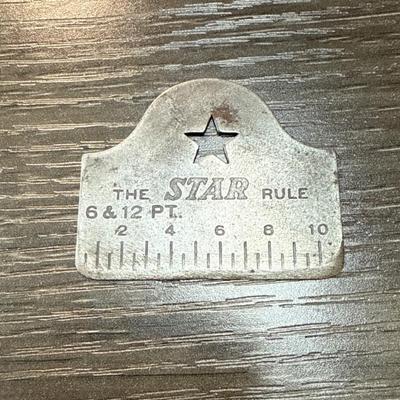 THE STAR RULE
6 & 12 PT.
2 4 6 8 10